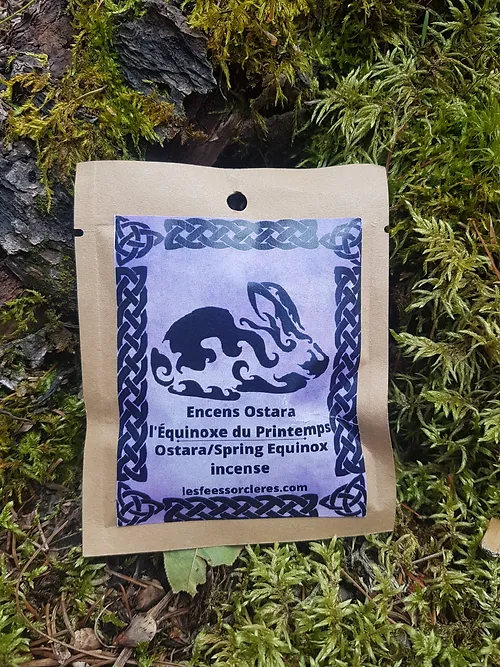 Encens Ostara
l'Équinoxe du Printemps
Ostara/Spring Equinox
incense
lesfeessorcieres.com